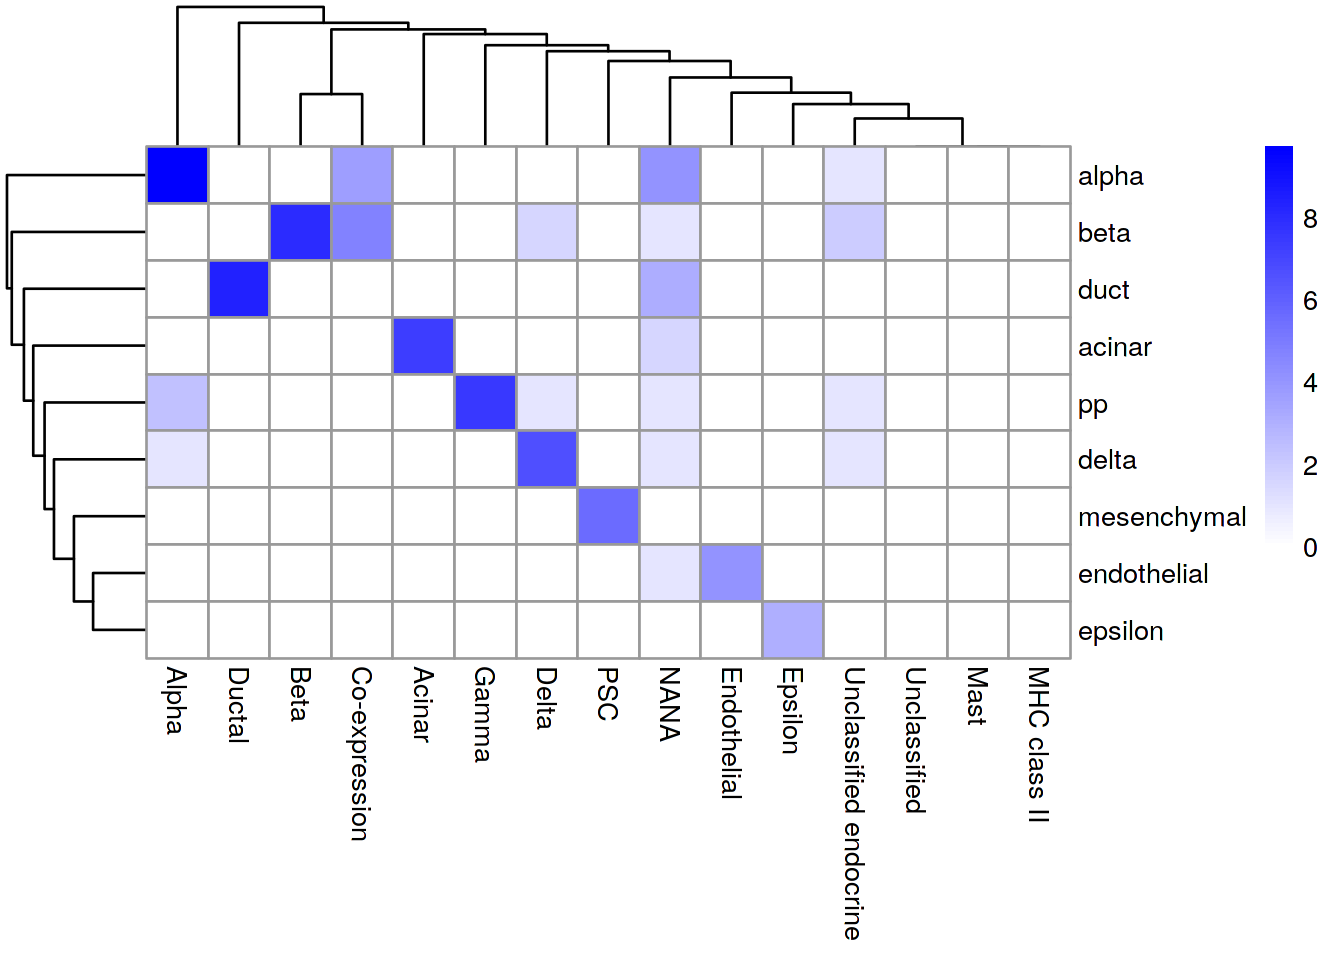 alpha
beta
duct
acinar
pp
delta
mesenchymal
endothelial
epsilon
8
6
4
2
0
Alpha
Ductal
Beta
Co-expression
Acinar
Gamma
Delta
PSC
NANA
Endothelial
Epsilon
Unclassified endocrine
Unclassified
Mast
MHC class II